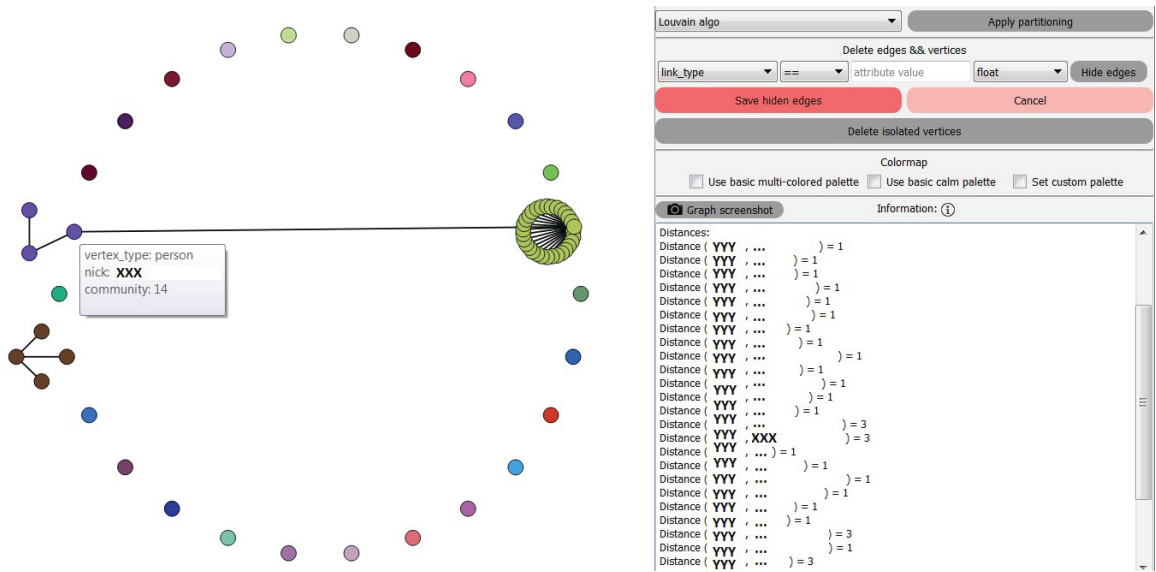 vertex_type: person
nick: XXX
community: 14
Louvain algo Apply partitioning
Delete edges && vertices
link_type == attribute value float Hide edges
Save hiden edges Cancel
Delete isolated vertices
Colormap
Use basic multi-colored palette Use basic calm palette Set custom palette
Graph screenshot Information: i
Distances:
Distance ( YYY , ... ) = 1
Distance ( YYY , ... ) = 1
Distance ( YYY , ... ) = 1
Distance ( YYY , ... ) = 1
Distance ( YYY , ... ) = 1
Distance ( YYY , ... ) = 1
Distance ( YYY , ... ) = 1
Distance ( YYY , ... ) = 1
Distance ( YYY , ... ) = 1
Distance ( YYY , ... ) = 1
Distance ( YYY , ... ) = 1
Distance ( YYY , ... ) = 1
Distance ( YYY , ... ) = 1
Distance ( YYY , ... ) = 3
Distance ( YYY , XXX ) = 3
Distance ( YYY , ... ) = 1
Distance ( YYY , ... ) = 1
Distance ( YYY , ... ) = 1
Distance ( YYY , ... ) = 1
Distance ( YYY , ... ) = 1
Distance ( YYY , ... ) = 1
Distance ( YYY , ... ) = 3
Distance ( YYY , ... ) = 1
Distance ( YYY , ... ) = 3